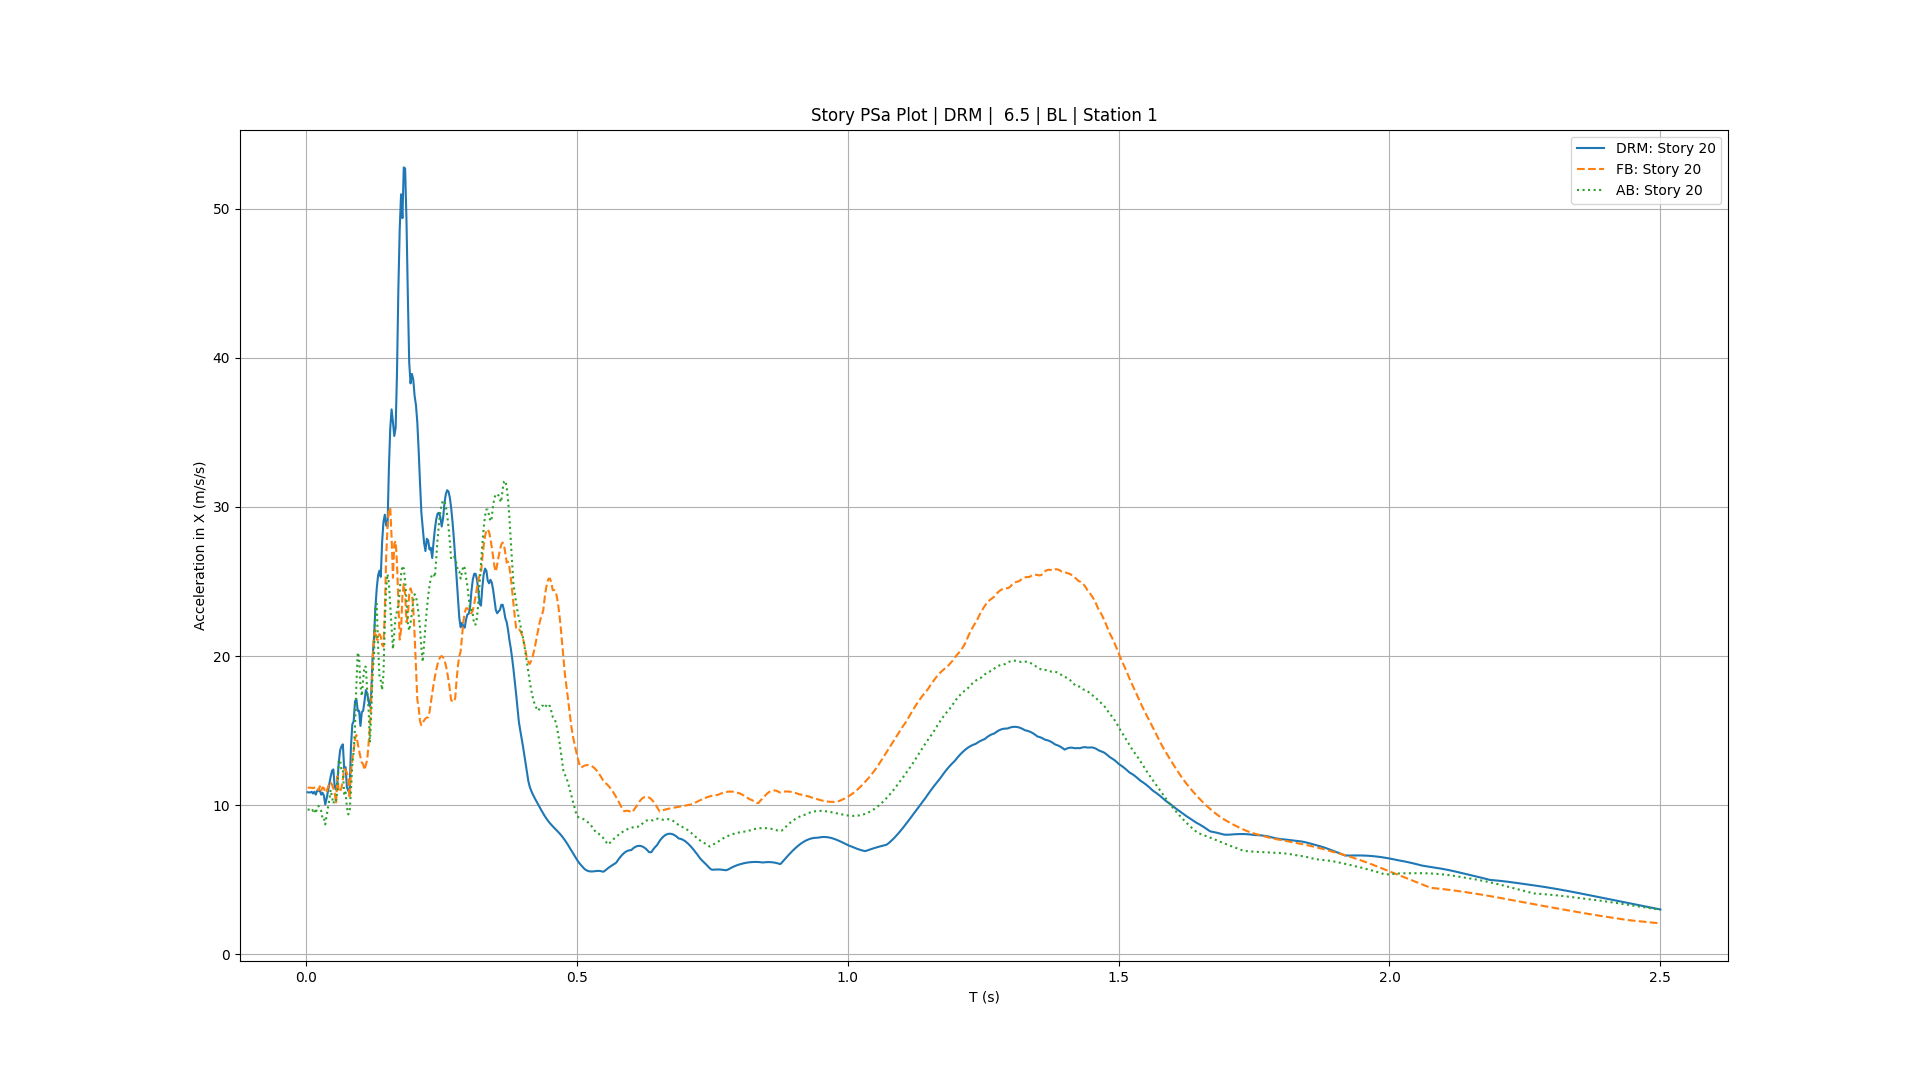 Story PSa Plot | DRM |  6.5 | BL | Station 1
DRM: Story 20
FB: Story 20
AB: Story 20
Acceleration in X (m/s/s)
50
40
30
20
10
0
0.0 0.5 1.0 1.5 2.0 2.5
T (s)